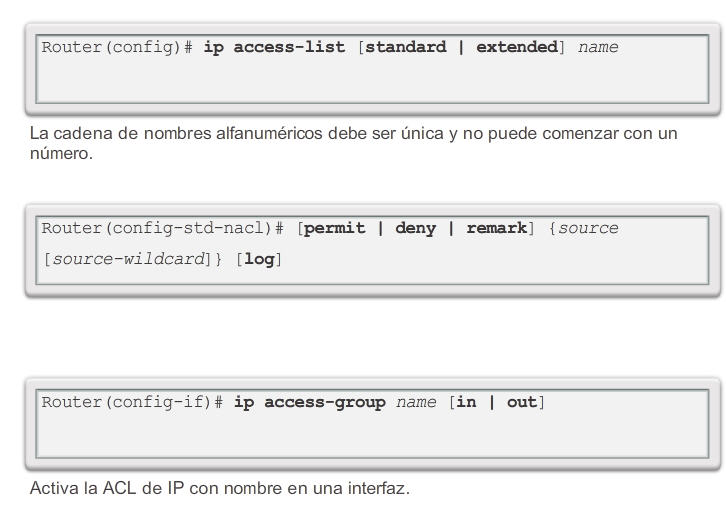 Router(config)# ip access-list [standard | extended] name
La cadena de nombres alfanuméricos debe ser única y no puede comenzar con un
número.
Router(config-std-nacl)# [permit | deny | remark] {source
[source-wildcard]} [log]
Router(config-if)# ip access-group name [in | out]
Activa la ACL de IP con nombre en una interfaz.